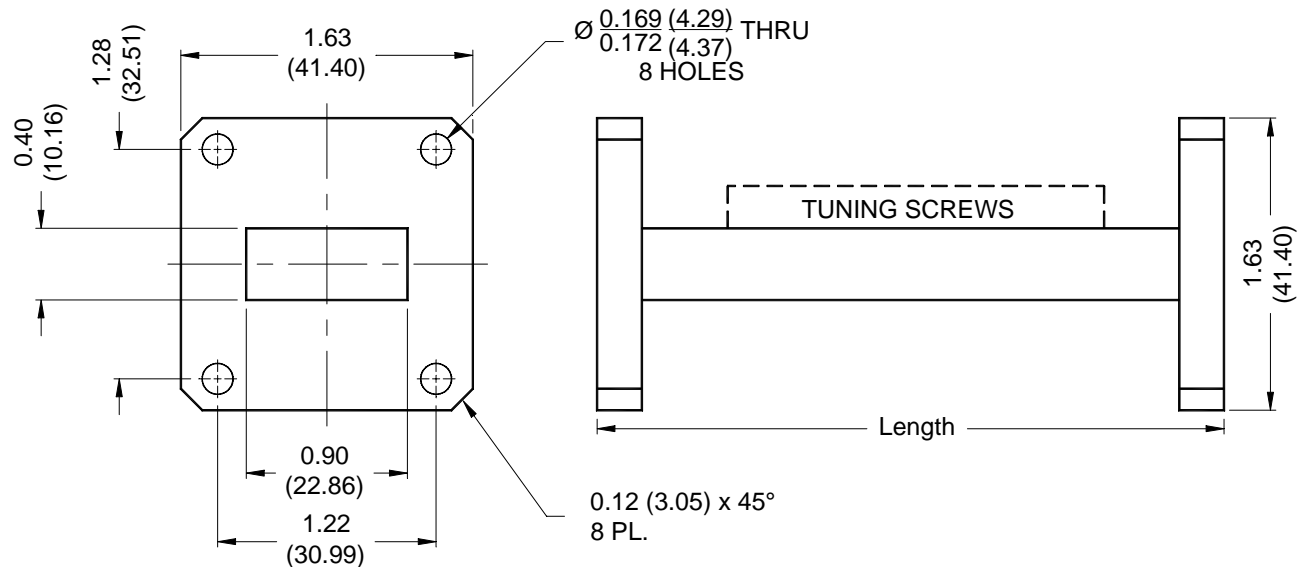 1.63
(41.40)
1.28
(32.51)
0.40
(10.16)
Ø 0.169 (4.29) THRU
0.172 (4.37)
8 HOLES
TUNING SCREWS
1.63
(41.40)
Length
0.90
(22.86)
1.22
(30.99)
0.12 (3.05) x 45°
8 PL.